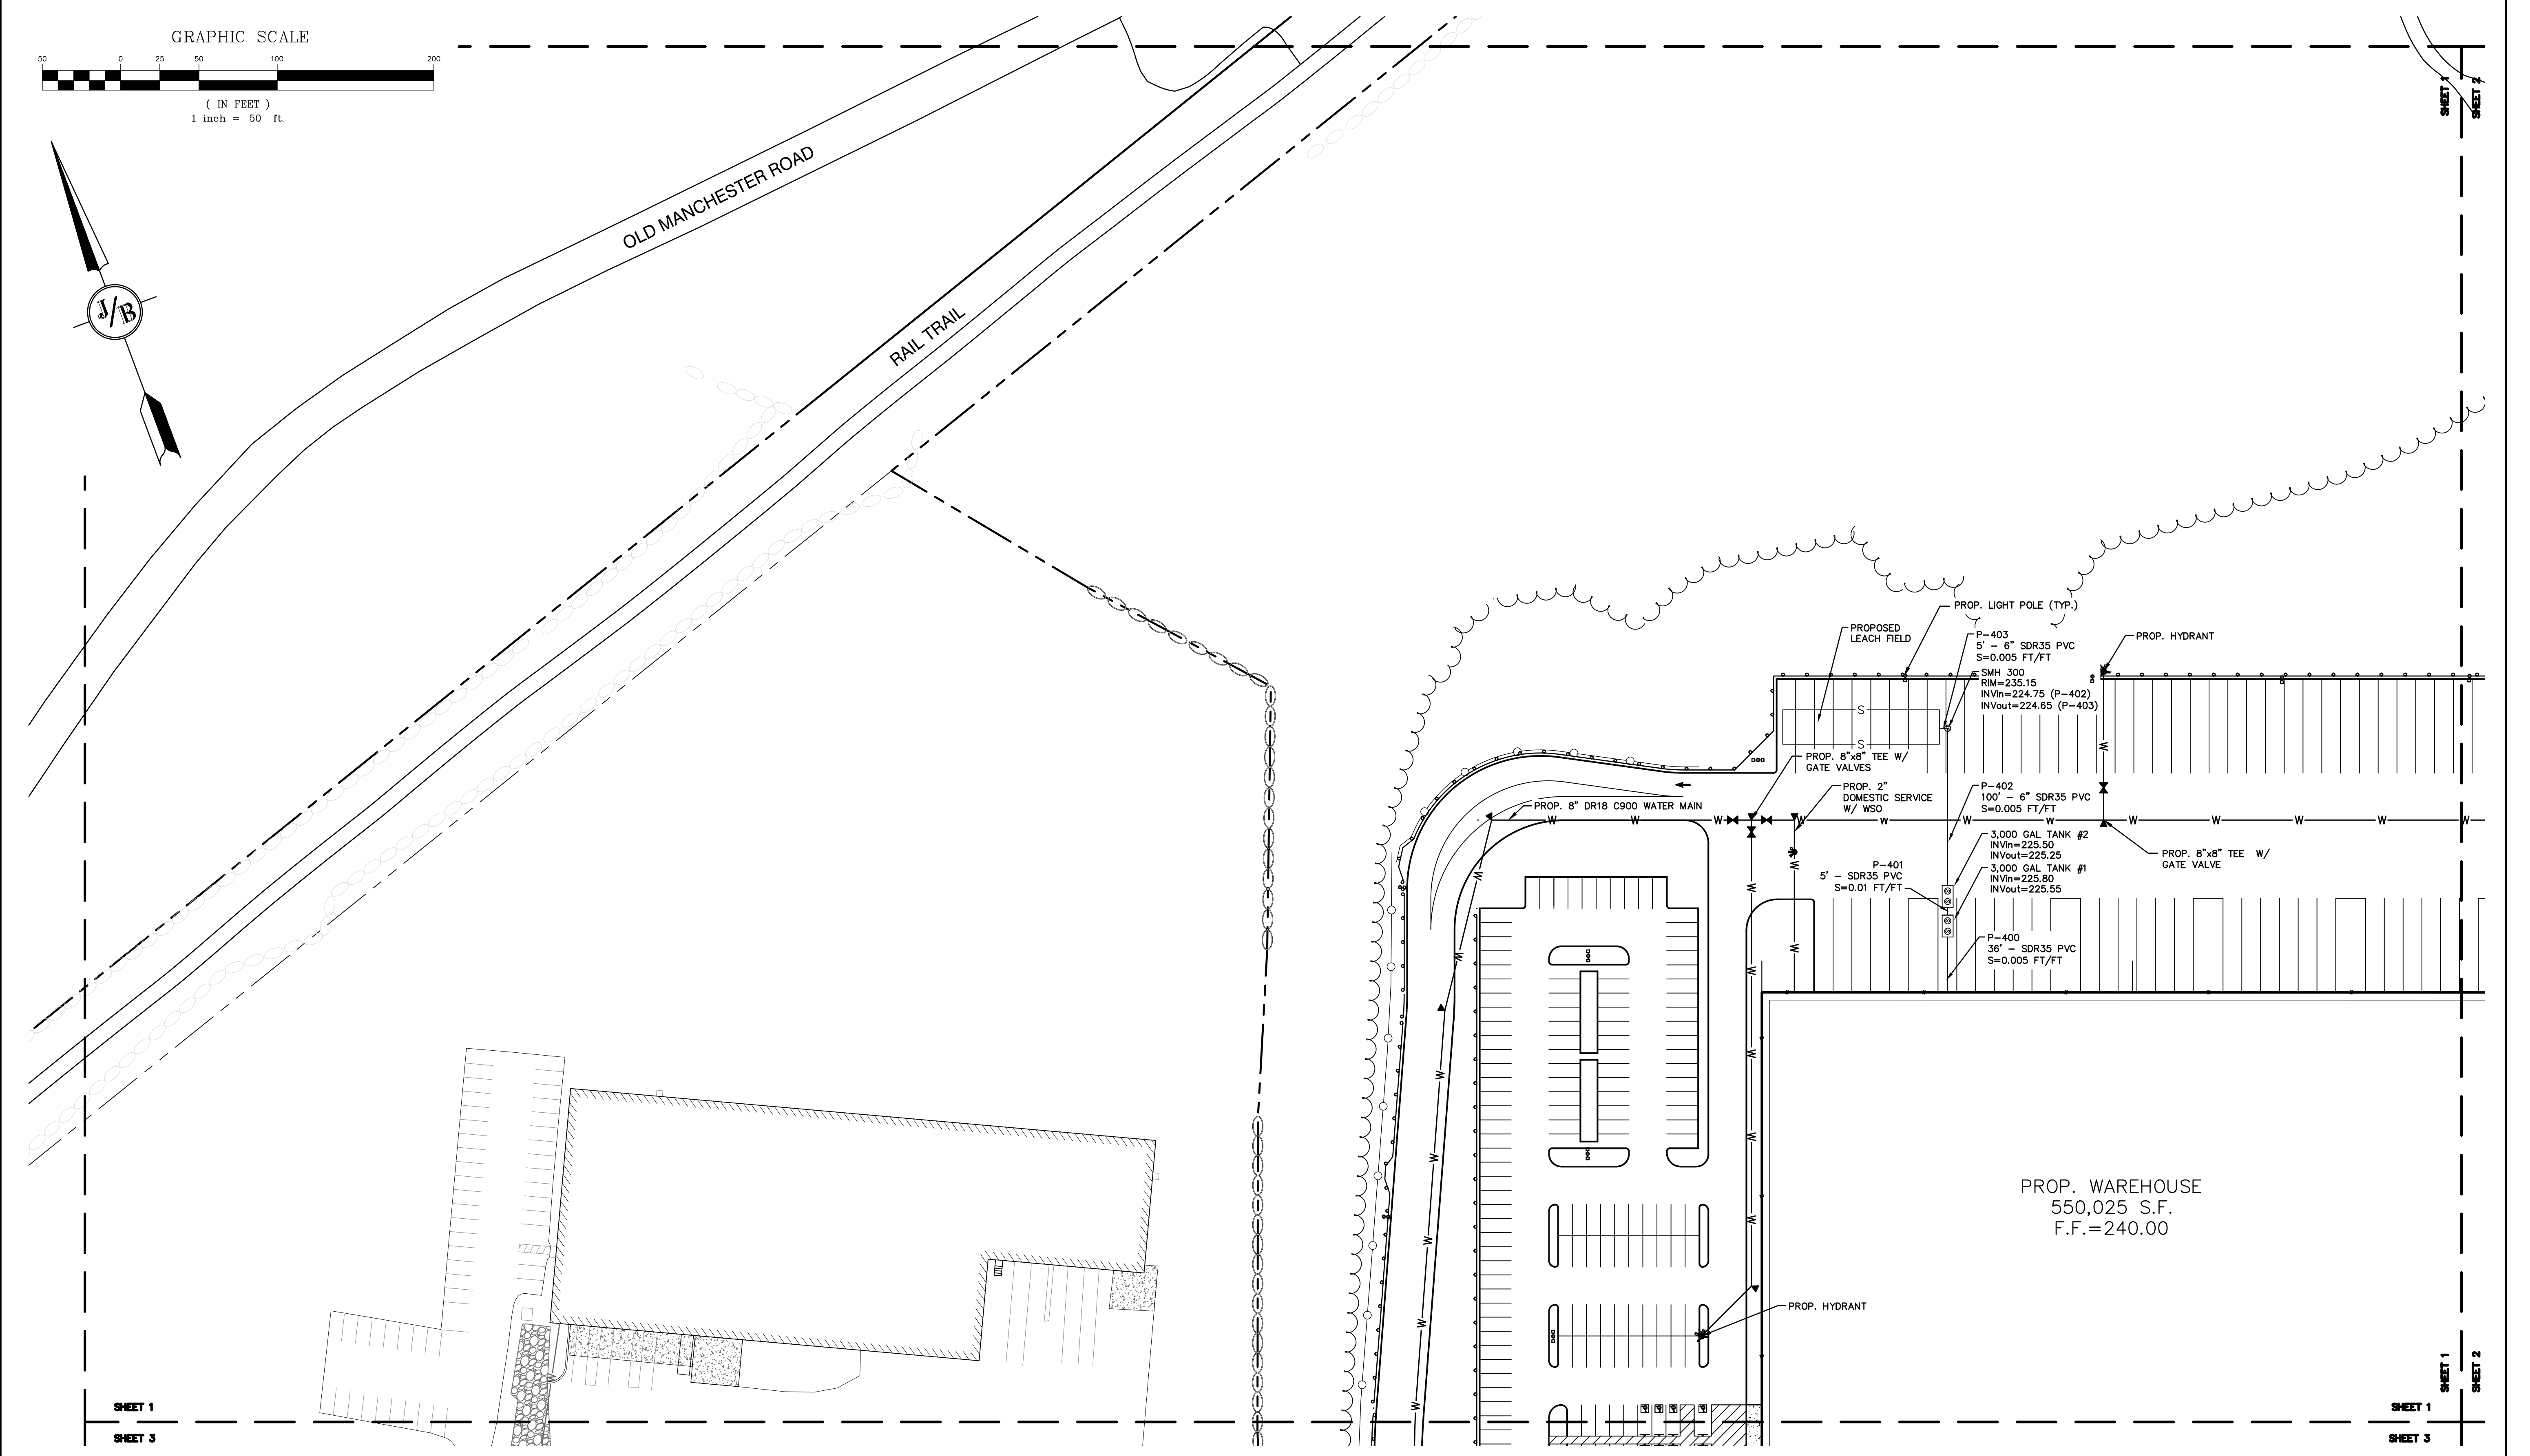 GRAPHIC SCALE
50 0 25 50 100 200
( IN FEET )
1 inch = 50 ft.
J/B
OLD MANCHESTER ROAD
RAIL TRAIL
SHEET 1
SHEET 2
PROP. LIGHT POLE (TYP.)
PROPOSED
LEACH FIELD
P-403
5' - 6" SDR35 PVC
S=0.005 FT/FT
PROP. HYDRANT
SMH 300
RIM=235.15
INVin=224.75 (P-402)
INVout=224.65 (P-403)
S
S
PROP. 8"x8" TEE W/
GATE VALVES
PROP. 2"
DOMESTIC SERVICE
W/ WSO
P-402
100' - 6" SDR35 PVC
S=0.005 FT/FT
PROP. 8" DR18 C900 WATER MAIN
W W W W W W W W W W W W
3,000 GAL TANK #2
INVin=225.50
INVout=225.25
PROP. 8"x8" TEE W/
GATE VALVE
P-401
5' - SDR35 PVC
S=0.01 FT/FT
3,000 GAL TANK #1
INVin=225.80
INVout=225.55
P-400
36' - SDR35 PVC
S=0.005 FT/FT
PROP. WAREHOUSE
550,025 S.F.
F.F.=240.00
PROP. HYDRANT
SHEET 1
SHEET 2
SHEET 1
SHEET 3
SHEET 1
SHEET 3